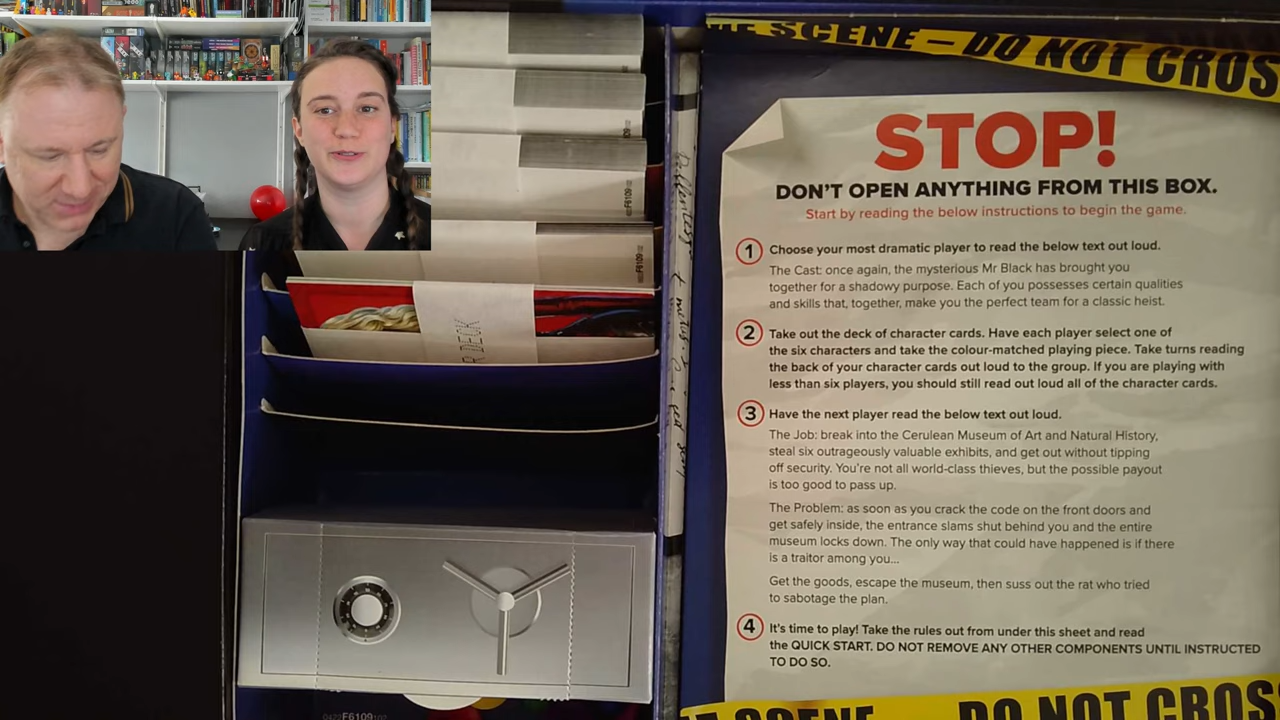 ME SCENE – DO NOT CROS
STOP!
DON'T OPEN ANYTHING FROM THIS BOX.
Start by reading the below instructions to begin the game.
1 Choose your most dramatic player to read the below text out loud.
The Cast: once again, the mysterious Mr Black has brought you
together for a shadowy purpose. Each of you possesses certain qualities
and skills that, together, make you the perfect team for a classic heist.
2 Take out the deck of character cards. Have each player select one of
the six characters and take the colour-matched playing piece. Take turns reading
the back of your character cards out loud to the group. If you are playing with
less than six players, you should still read out loud all of the character cards.
3 Have the next player read the below text out loud.
The Job: break into the Cerulean Museum of Art and Natural History,
steal six outrageously valuable exhibits, and get out without tipping
off security. You're not all world-class thieves, but the possible payout
is too good to pass up.
The Problem: as soon as you crack the code on the front doors and
get safely inside, the entrance slams shut behind you and the entire
museum locks down. The only way that could have happened is if there
is a traitor among you...
Get the goods, escape the museum, then suss out the rat who tried
to sabotage the plan.
4 It's time to play! Take the rules out from under this sheet and read
the QUICK START. DO NOT REMOVE ANY OTHER COMPONENTS UNTIL INSTRUCTED
TO DO SO.
DO NOT CROS
R DECK
F6109
F6109
0422F6109102